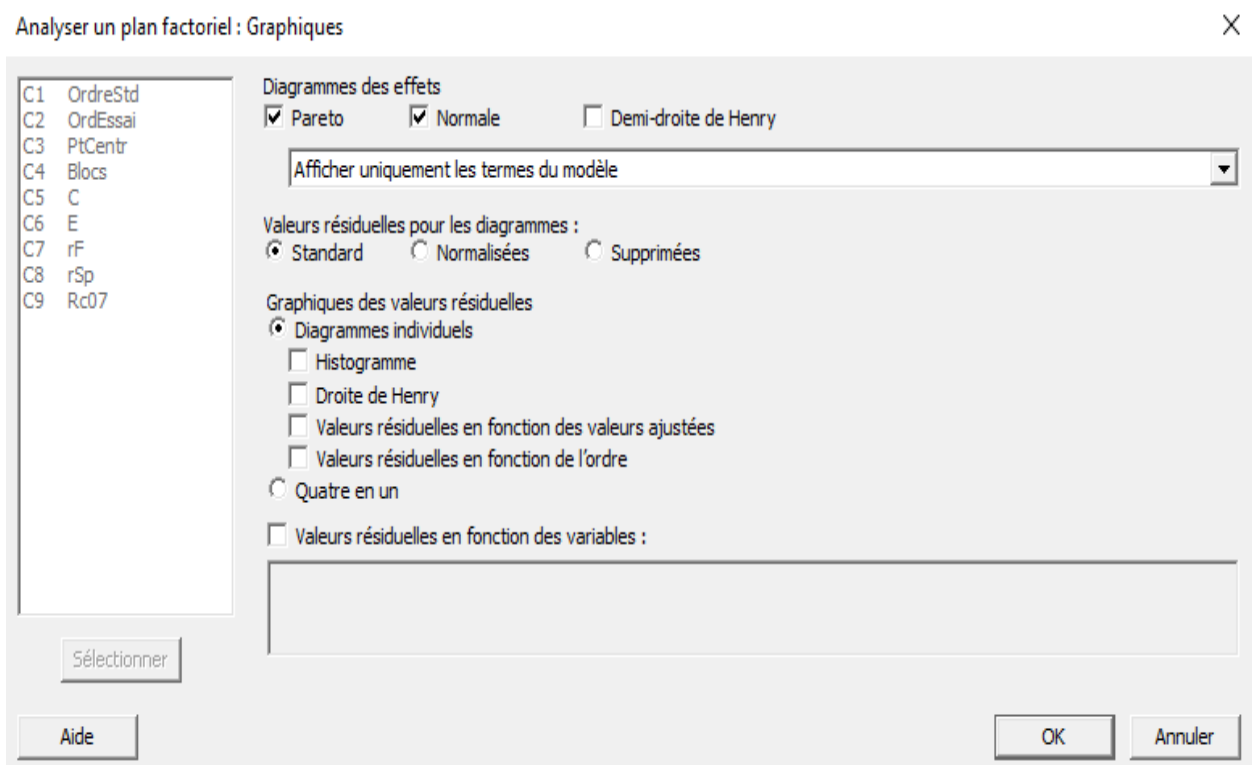 Analyser un plan factoriel : Graphiques
C1 OrdreStd
C2 OrdEssai
C3 PtCentr
C4 Blocs
C5 C
C6 E
C7 rF
C8 rSp
C9 Rc07
Sélectionner
Diagrammes des effets
Pareto Normale Demi-droite de Henry
Afficher uniquement les termes du modèle
Valeurs résiduelles pour les diagrammes :
Standard Normalisées Supprimées
Graphiques des valeurs résiduelles
Diagrammes individuels
Histogramme
Droite de Henry
Valeurs résiduelles en fonction des valeurs ajustées
Valeurs résiduelles en fonction de l'ordre
Quatre en un
Valeurs résiduelles en fonction des variables :
Aide OK Annuler